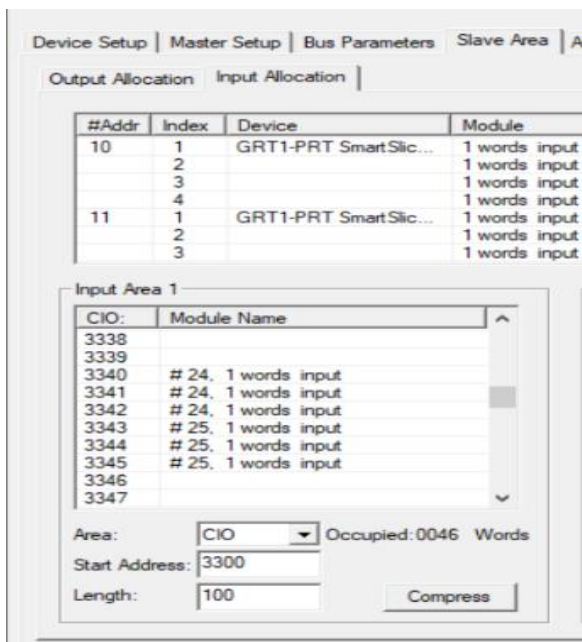 Device Setup Master Setup Bus Parameters Slave Area A
Output Allocation Input Allocation
#Addr Index Device Module
10 1 GRT1-PRT SmartSlic... 1 words input
2 1 words input
3 1 words input
4 1 words input
11 1 GRT1-PRT SmartSlic... 1 words input
2 1 words input
3 1 words input
Input Area 1
CIO: Module Name
3338
3339
3340 # 24, 1 words input
3341 # 24, 1 words input
3342 # 24, 1 words input
3343 # 25, 1 words input
3344 # 25, 1 words input
3345 # 25, 1 words input
3346
3347
Area: CIO Occupied:0046 Words
Start Address: 3300
Length: 100 Compress